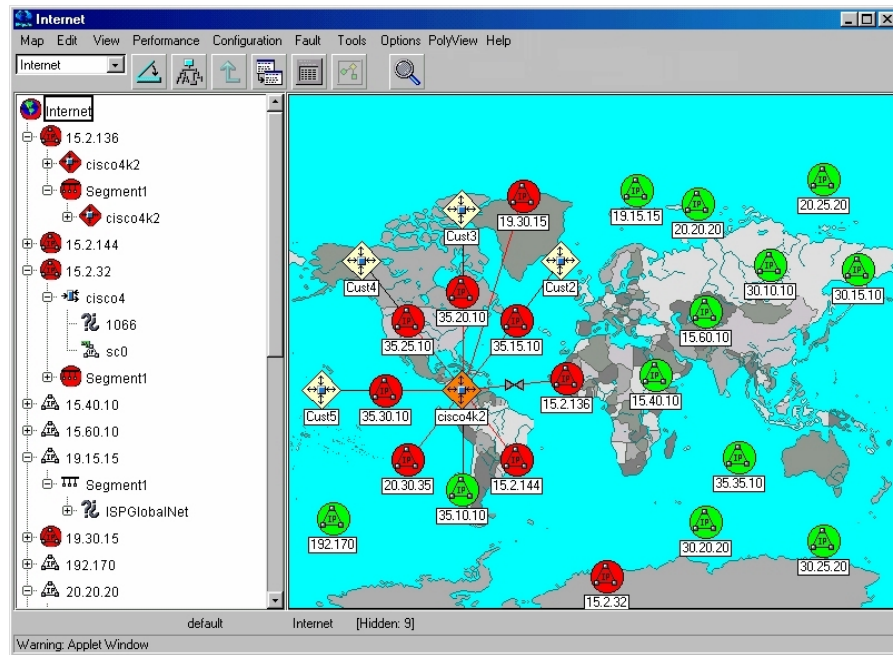 Internet
Map Edit View Performance Configuration Fault Tools Options PolyView Help
Internet
Internet
15.2.136
cisco4k2
Segment1
cisco4k2
15.2.144
15.2.32
cisco4
1066
sc0
Segment1
15.40.10
15.60.10
19.15.15
Segment1
ISPGlobalNet
19.30.15
192.170
20.20.20
20.25.20
19.15.15
20.20.20
19.30.15
Cust3
Cust4
Cust2
30.10.10
30.15.10
35.20.10
15.60.10
35.25.10
35.15.10
15.40.10
15.2.136
Cust5
35.30.10
cisco4k2
35.35.10
20.30.35
15.2.144
35.10.10
192.170
30.20.20
30.25.20
15.2.32
default Internet [Hidden: 9]
Warning: Applet Window